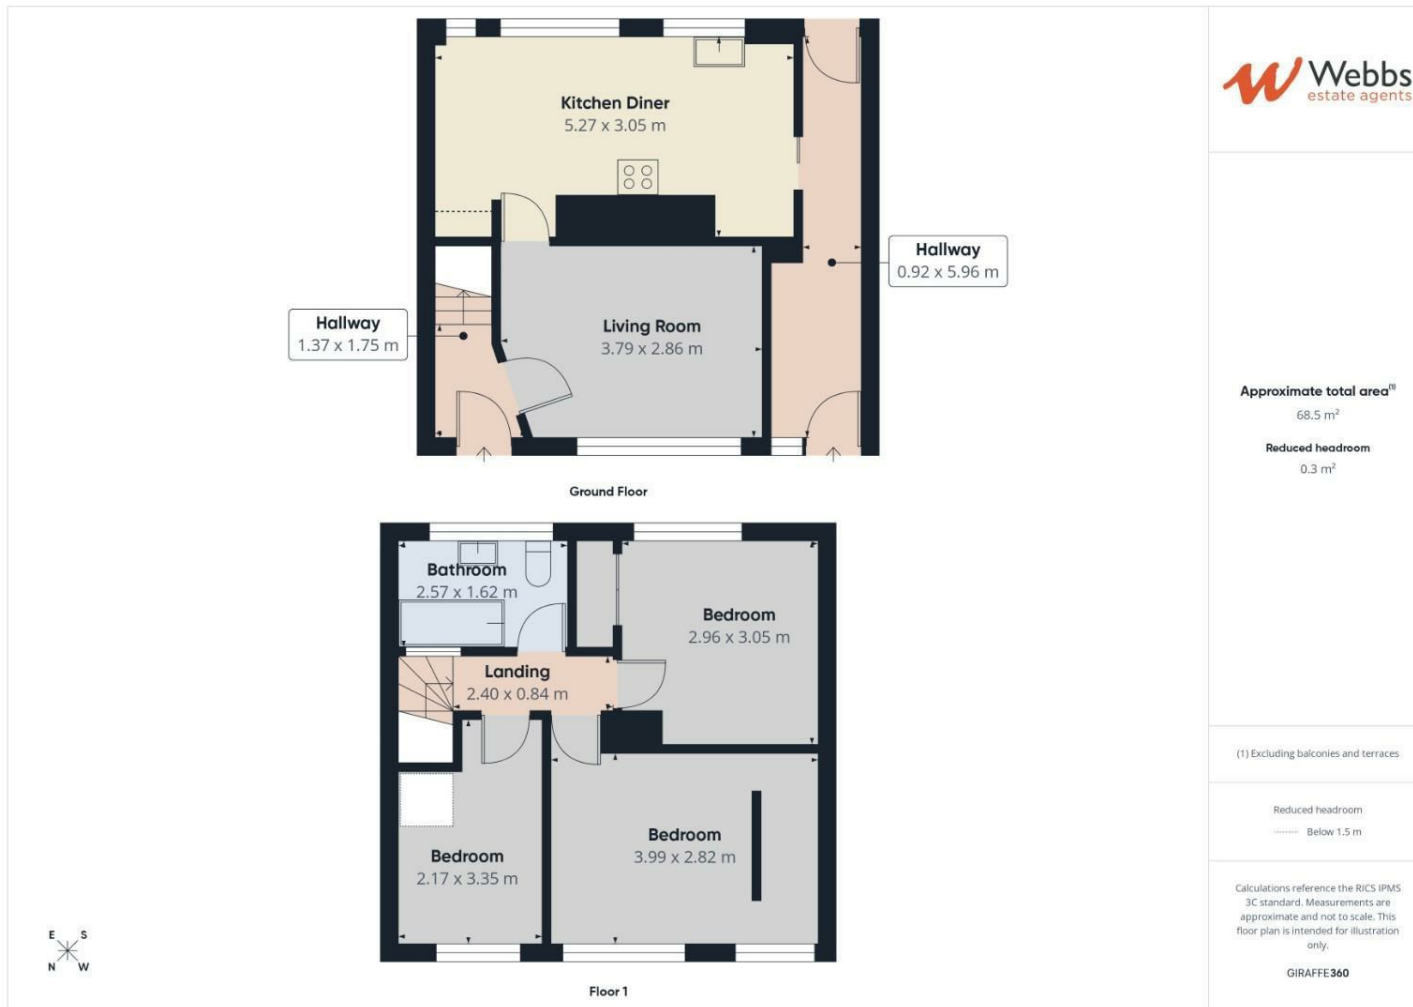 Kitchen Diner
5.27 x 3.05 m
Hallway
0.92 x 5.96 m
Hallway
1.37 x 1.75 m
Living Room
3.79 x 2.86 m
Ground Floor
Bathroom
2.57 x 1.62 m
Bedroom
2.96 x 3.05 m
Landing
2.40 x 0.84 m
Bedroom
3.99 x 2.82 m
Bedroom
2.17 x 3.35 m
E S
N W
Floor 1
Webbs
estate agents
Approximate total area(1)
68.5 m²
Reduced headroom
0.3 m²
(1) Excluding balconies and terraces
Reduced headroom
Below 1.5 m
Calculations reference the RICS IPMS
3C standard. Measurements are
approximate and not to scale. This
floor plan is intended for illustration
only.
GIRAFFE360